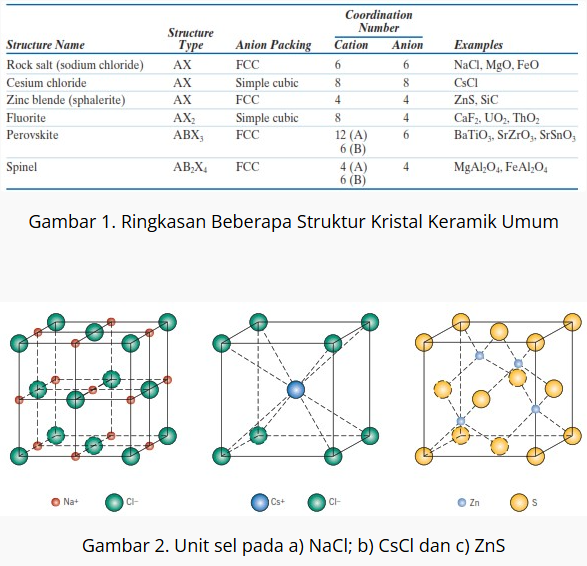 Coordination
Structure Number
Structure Name Type Anion Packing Cation Anion Examples
Rock salt (sodium chloride) AX FCC 6 6 NaCl, MgO, FeO
Cesium chloride AX Simple cubic 8 8 CsCl
Zinc blende (sphalerite) AX FCC 4 4 ZnS, SiC
Fluorite AX₂ Simple cubic 8 4 CaF₂, UO₂, ThO₂
Perovskite ABX₃ FCC 12 (A) 6 BaTiO₃, SrZrO₃, SrSnO₃
6 (B)
Spinel AB₂X₄ FCC 4 (A) 4 MgAl₂O₄, FeAl₂O₄
6 (B)
Gambar 1. Ringkasan Beberapa Struktur Kristal Keramik Umum
Na+ Cl− Cs+ Cl− Zn S
Gambar 2. Unit sel pada a) NaCl; b) CsCl dan c) ZnS